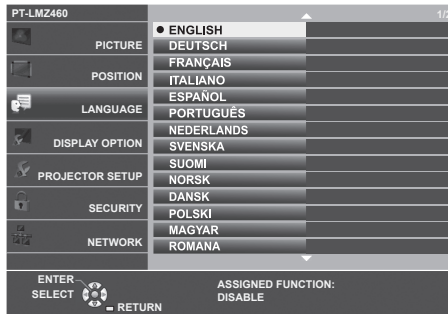 PT-LMZ460
1/2
PICTURE
POSITION
LANGUAGE
DISPLAY OPTION
PROJECTOR SETUP
SECURITY
NETWORK
ENGLISH
DEUTSCH
FRANÇAIS
ITALIANO
ESPAÑOL
PORTUGUÊS
NEDERLANDS
SVENSKA
SUOMI
NORSK
DANSK
POLSKI
MAGYAR
ROMANA
ENTER
SELECT
RETURN
ASSIGNED FUNCTION:
DISABLE